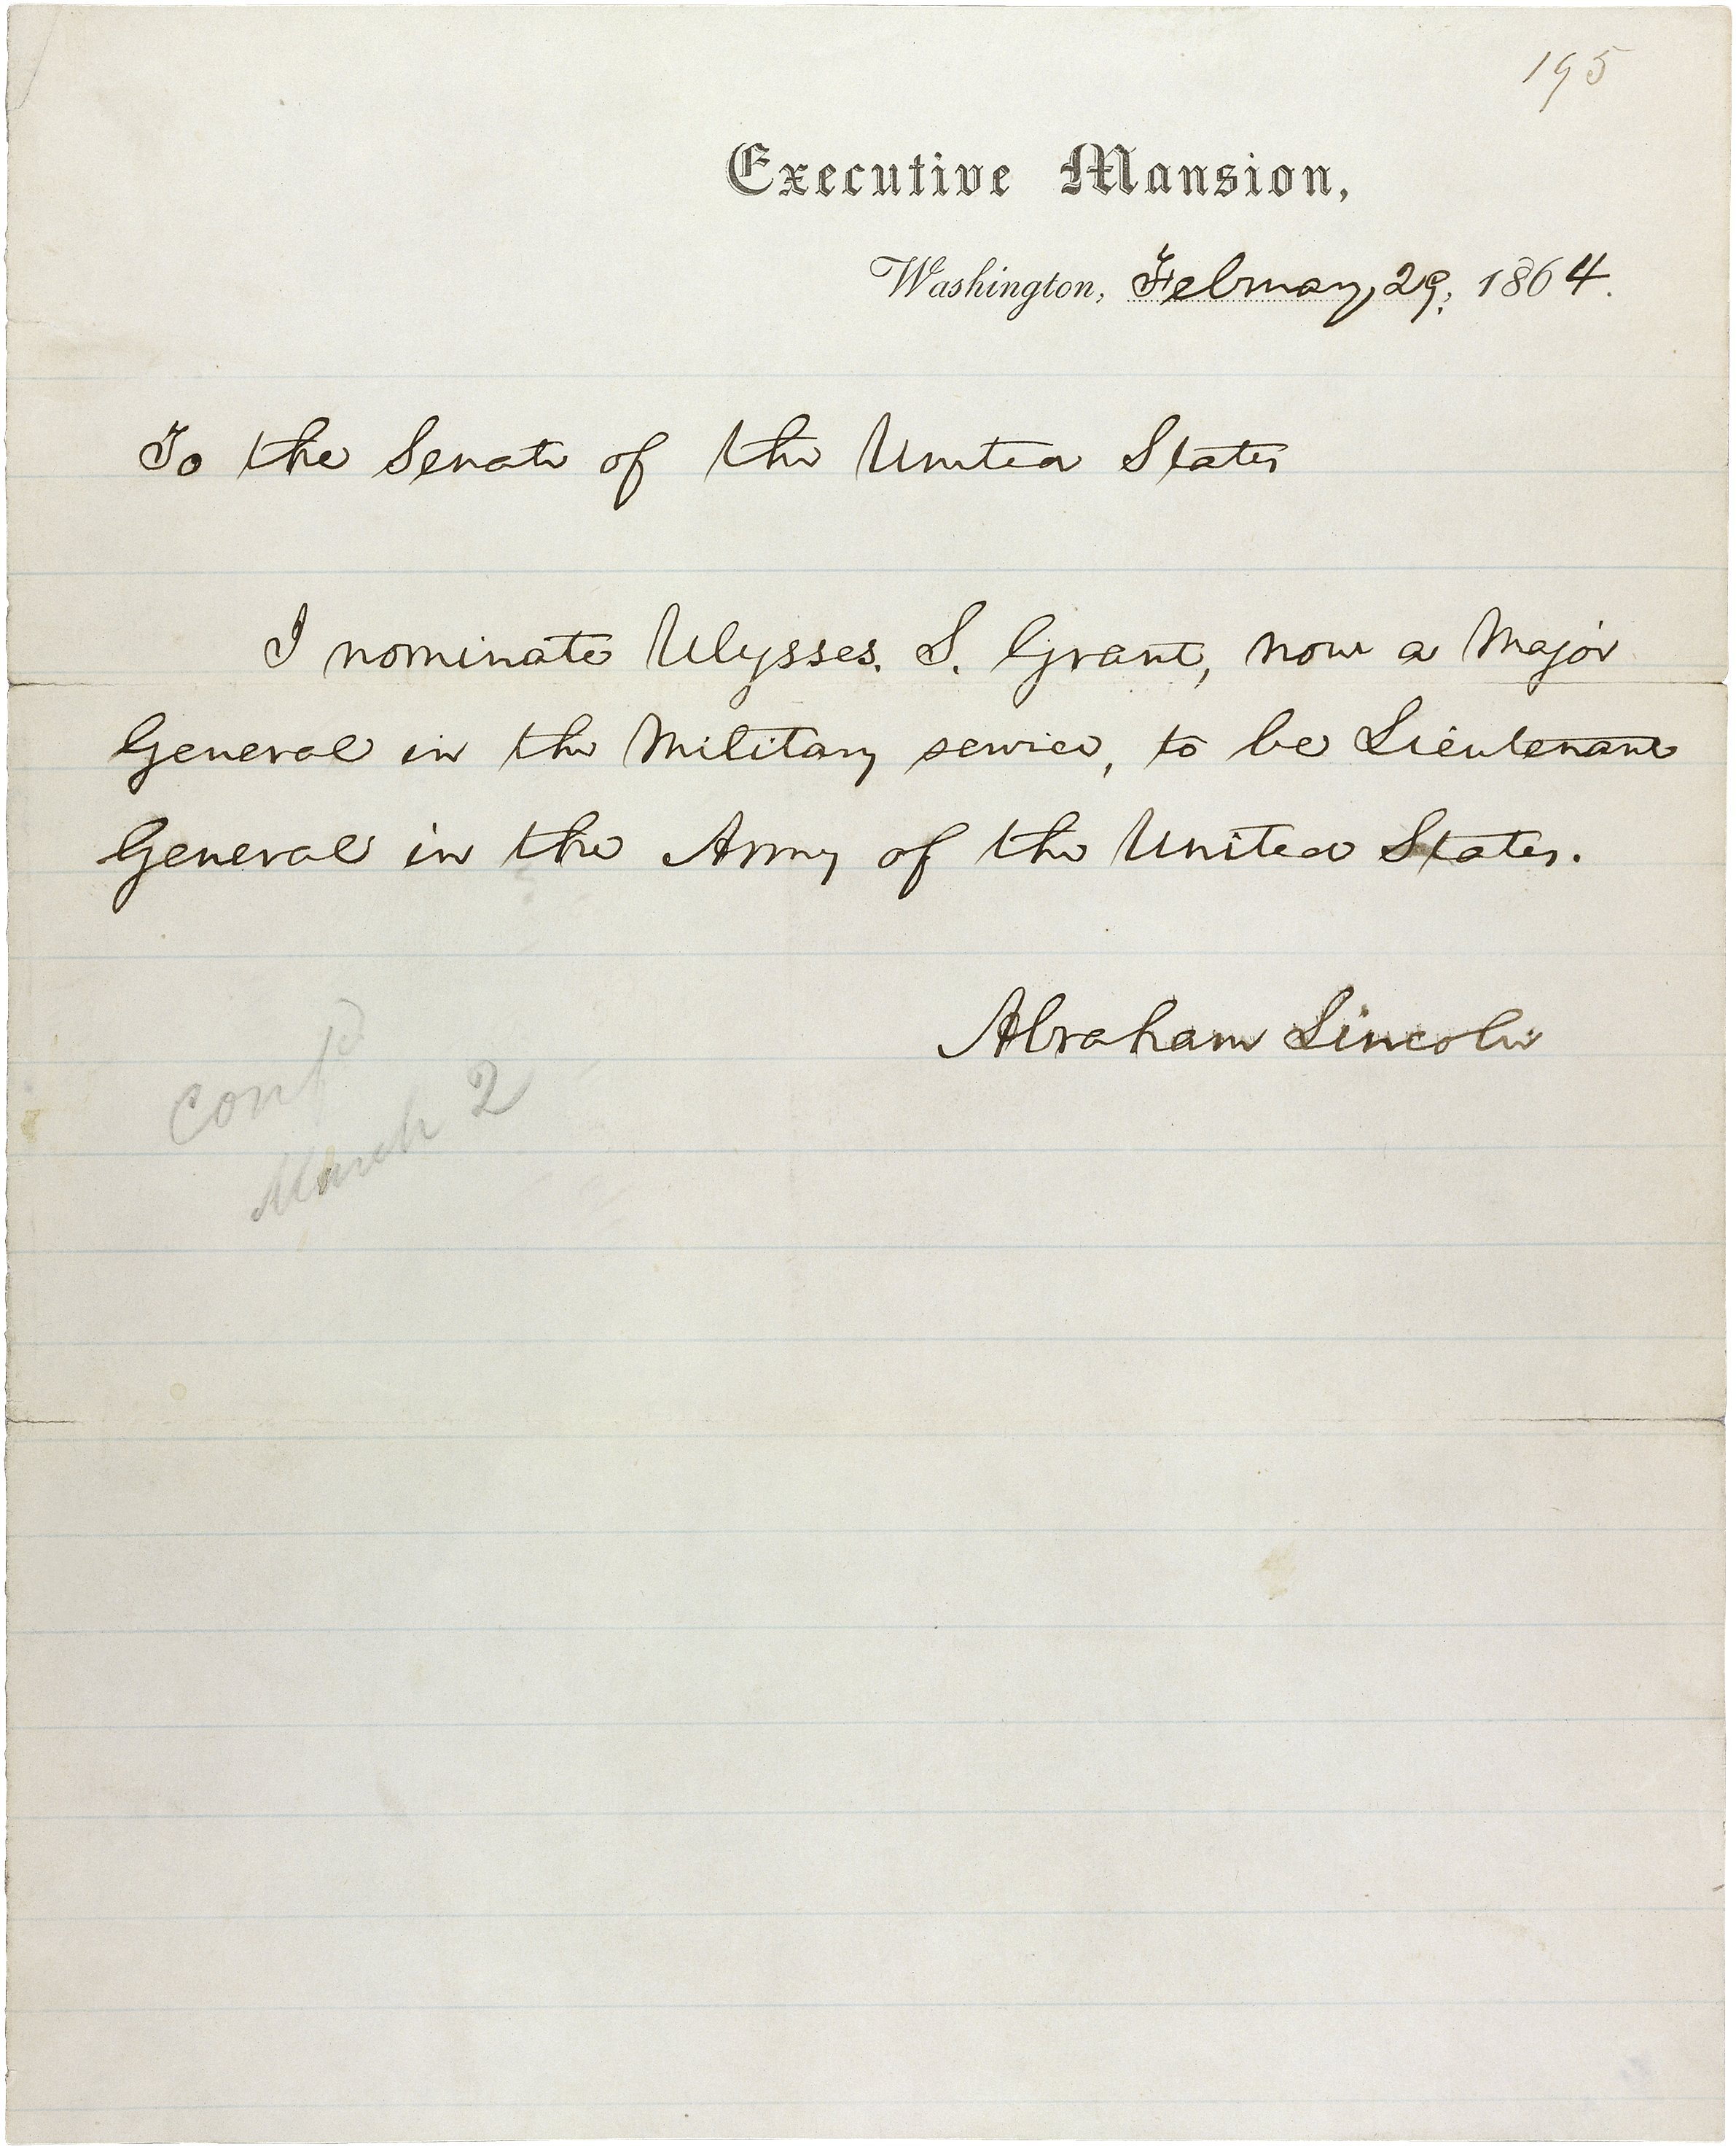 195
Executive Mansion,
Washington, February, 29, 1864.
To the Senate of the United States
I nominate Ulysses. S. Grant, now a Major
General in the Military service, to be Lieutenant
General in the Army of the United States.
Abraham Lincoln
Confd
March 2